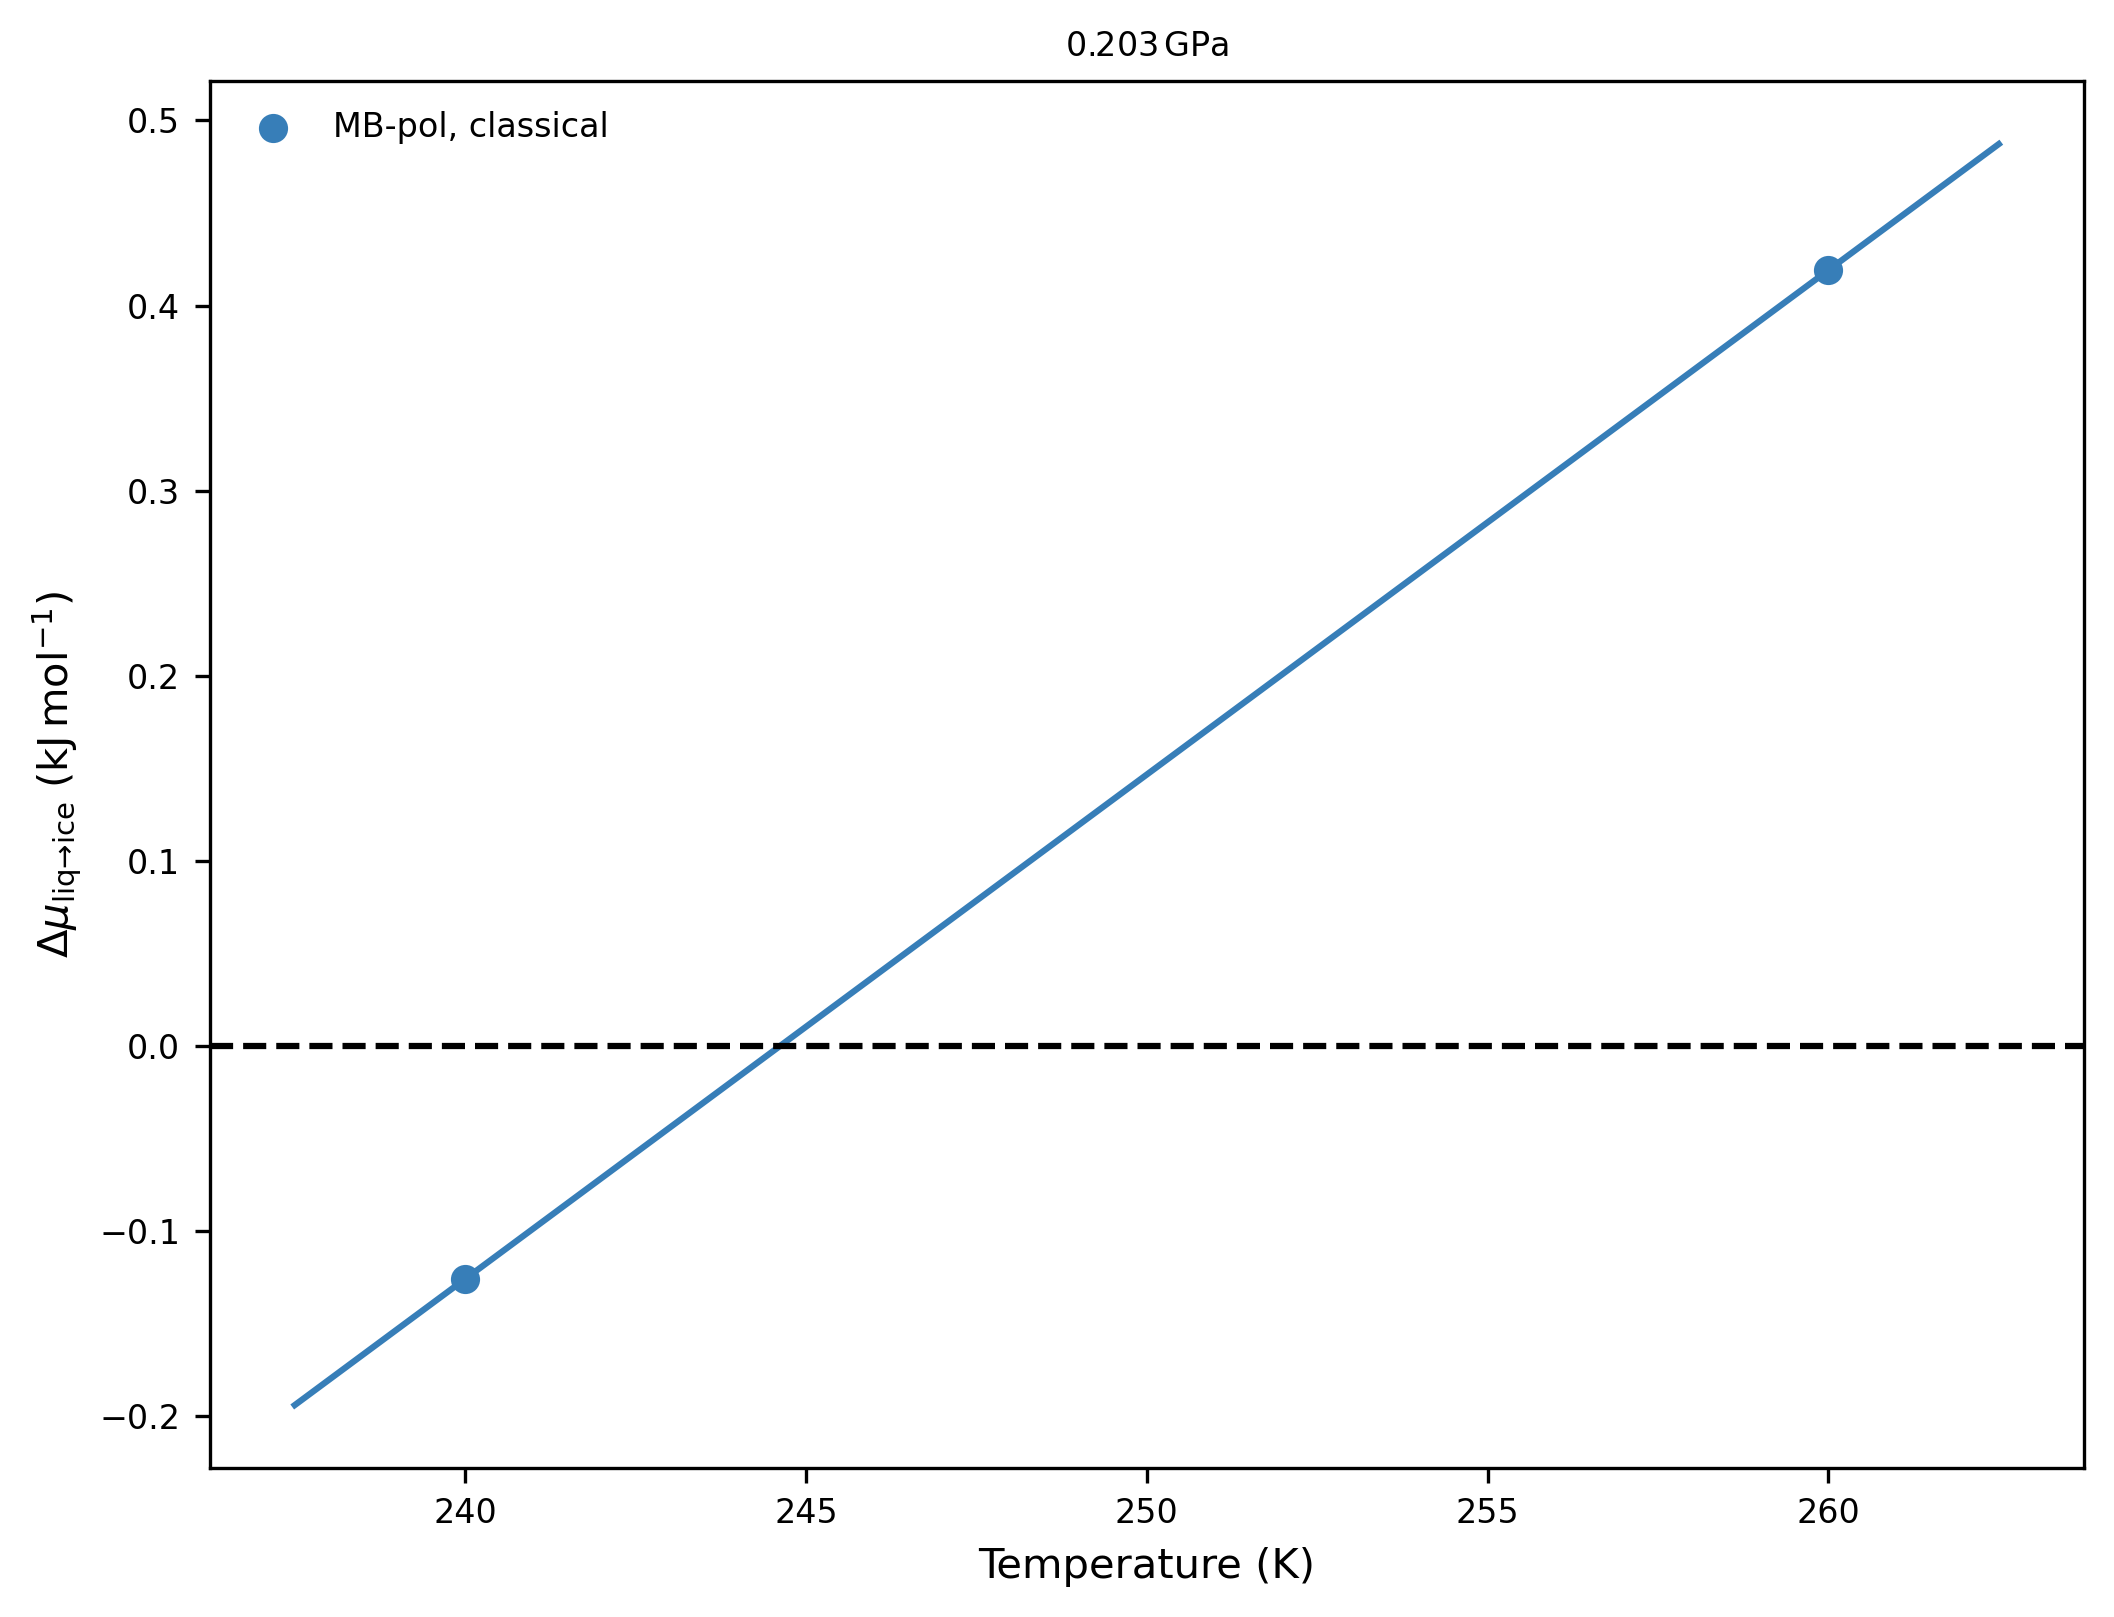 0.203 GPa
MB-pol, classical
0.5
0.4
0.3
0.2
0.1
0.0
−0.1
−0.2
Δμliq→ice (kJ mol−1)
240 245 250 255 260
Temperature (K)